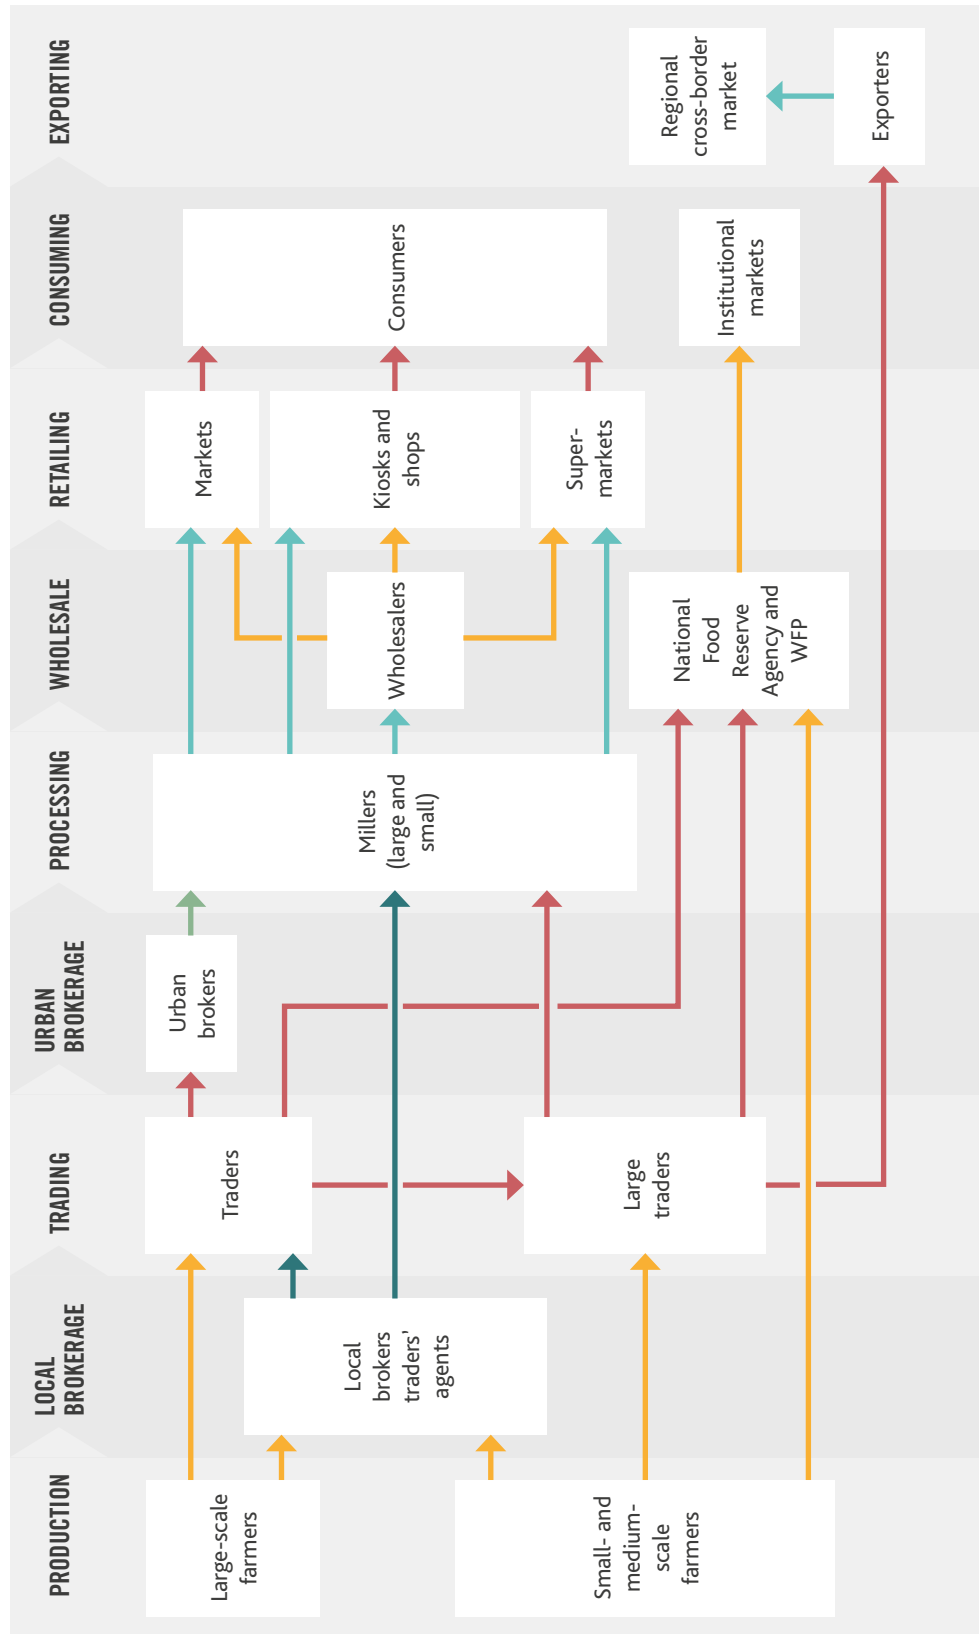 PRODUCTION
LOCAL
BROKERAGE
TRADING
URBAN
BROKERAGE
PROCESSING
WHOLESALE
RETAILING
CONSUMING
EXPORTING
Large-scale
farmers
Small- and
medium-
scale
farmers
Local
brokers
traders'
agents
Traders
Large
traders
Urban
brokers
Millers
(large and
small)
Wholesalers
National
Food
Reserve
Agency and
WFP
Markets
Kiosks and
shops
Super-
markets
Consumers
Institutional
markets
Regional
cross-border
market
Exporters